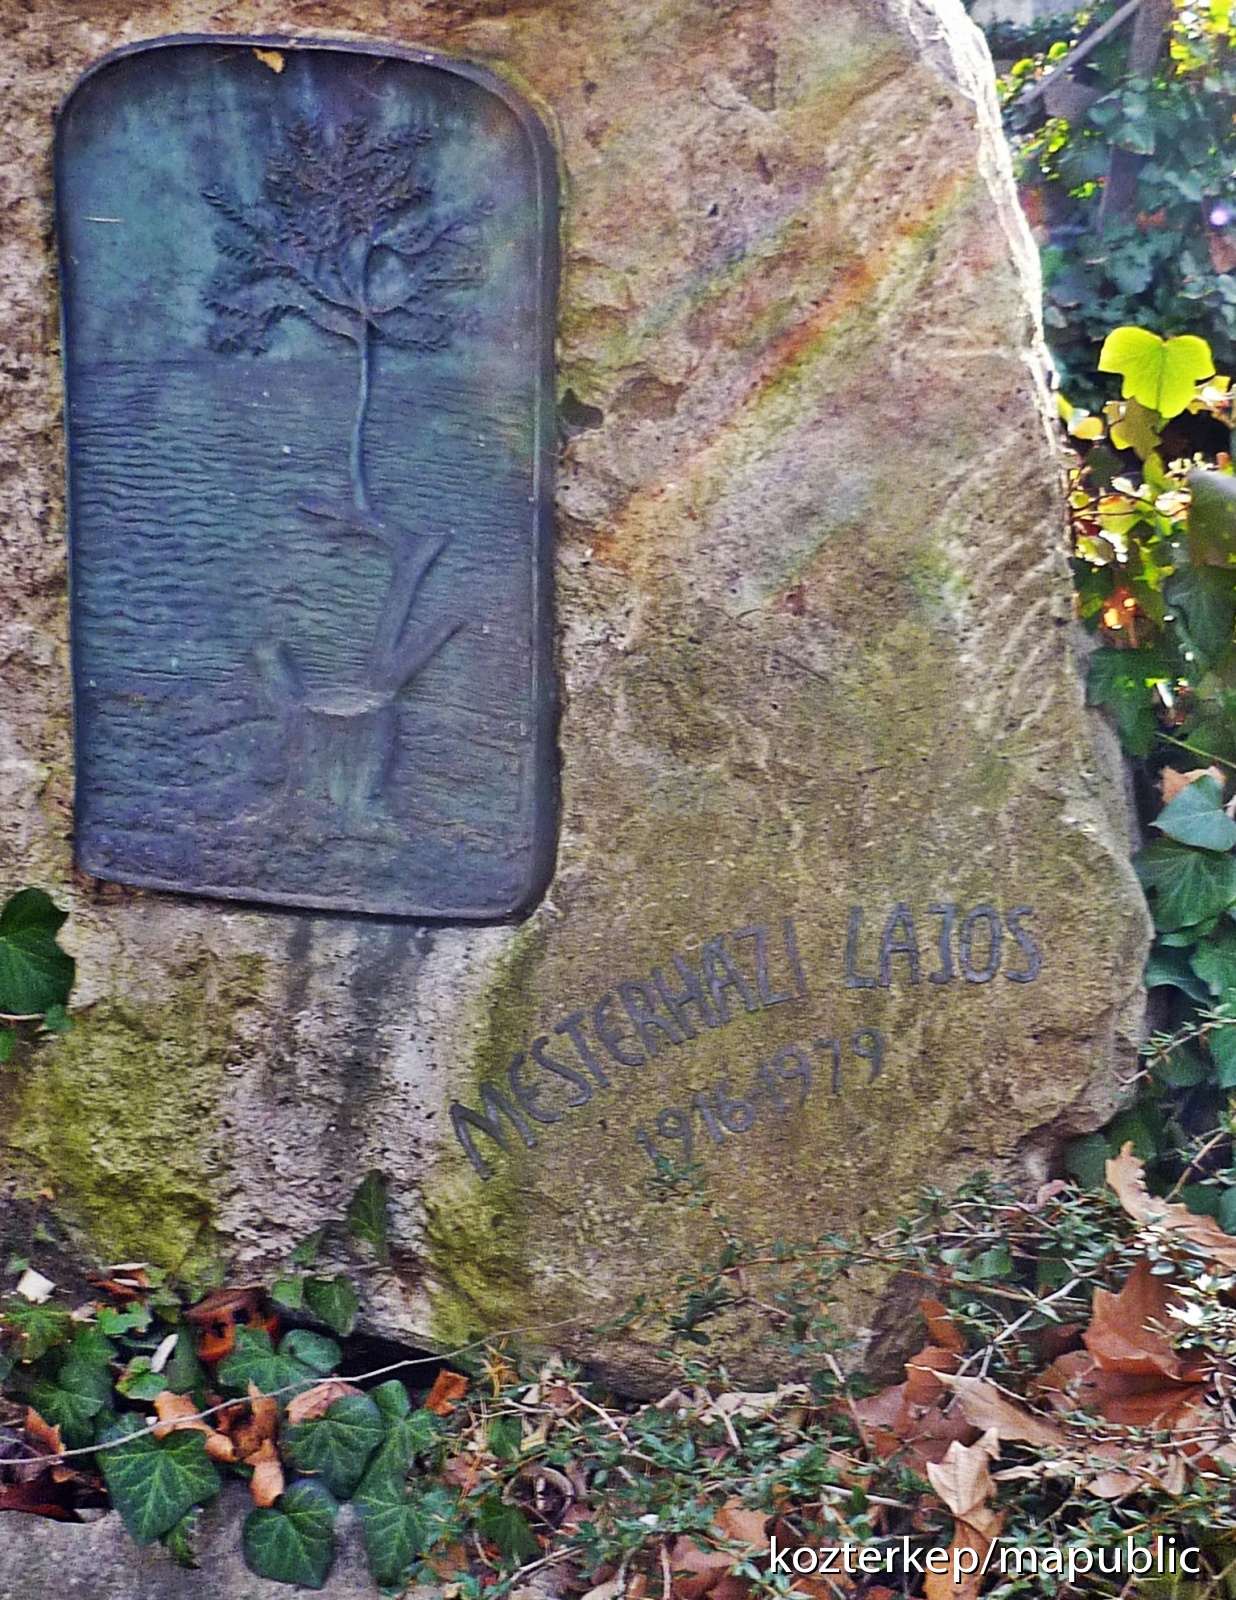 MESTERHÁZI LAJOS
1916-1979
kozterkep/mapublic